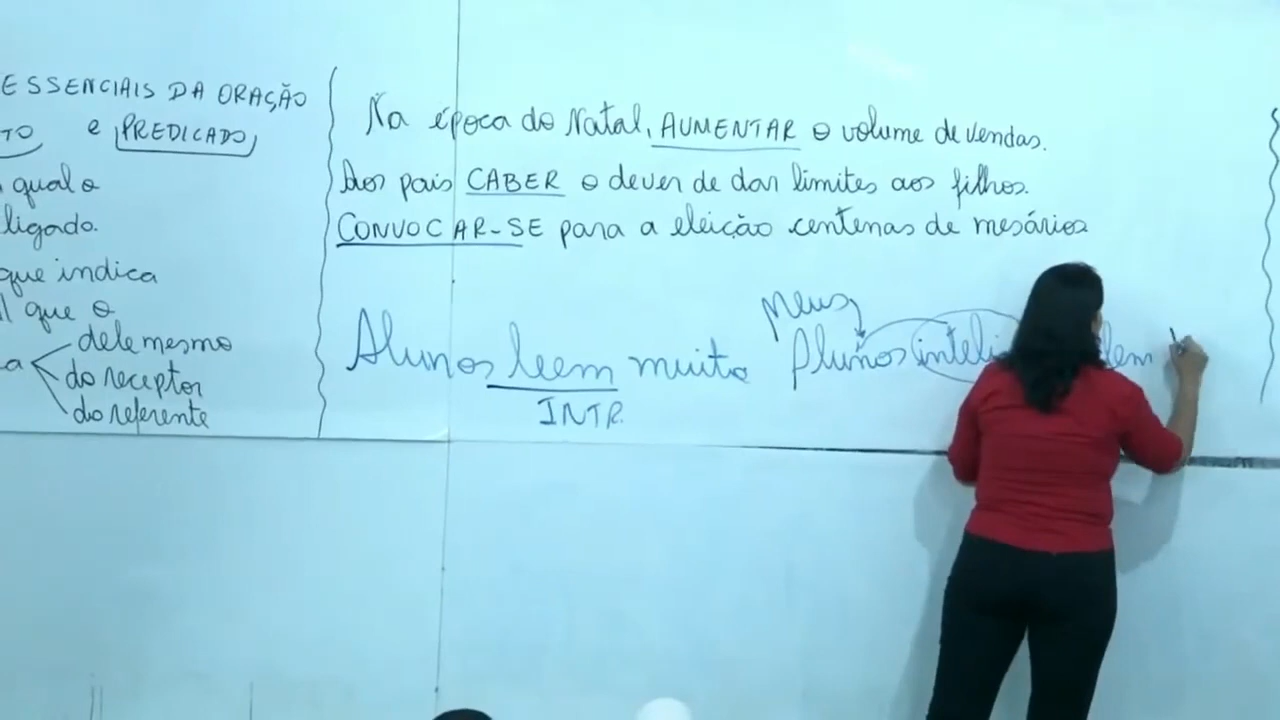 ESSENCIAIS DA ORAÇÃO
TO e PREDICADO
qual o
ligado.
que indica
que o
a dele mesmo
do receptor
do referente
Na época do Natal, AUMENTAR o volume de vendas.
Aos pais CABER o dever de dar limites aos filhos.
CONVOCAR-SE para a eleição centenas de mesários
Meus
Alunos leem muito Alunos inteli lem
INTR.